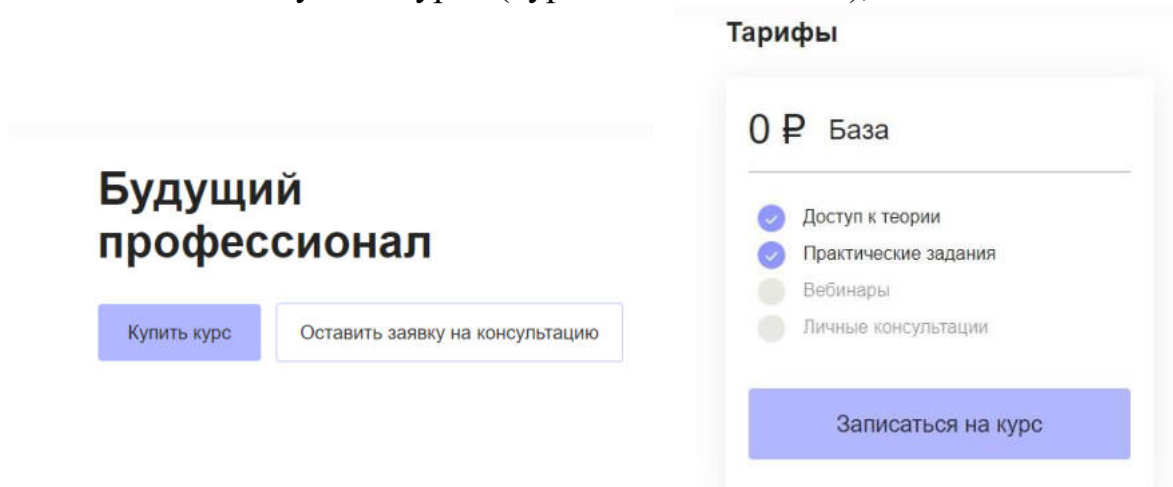 Тарифы
0 ₽ База
Будущий
профессионал
Доступ к теории
Практические задания
Вебинары
Личные консультации
Купить курс
Оставить заявку на консультацию
Записаться на курс